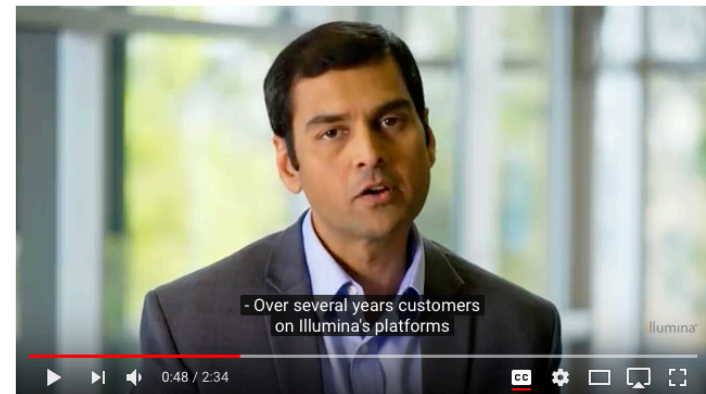 - Over several years customers
on Illumina's platforms
illumina
0:48 / 2:34
CC